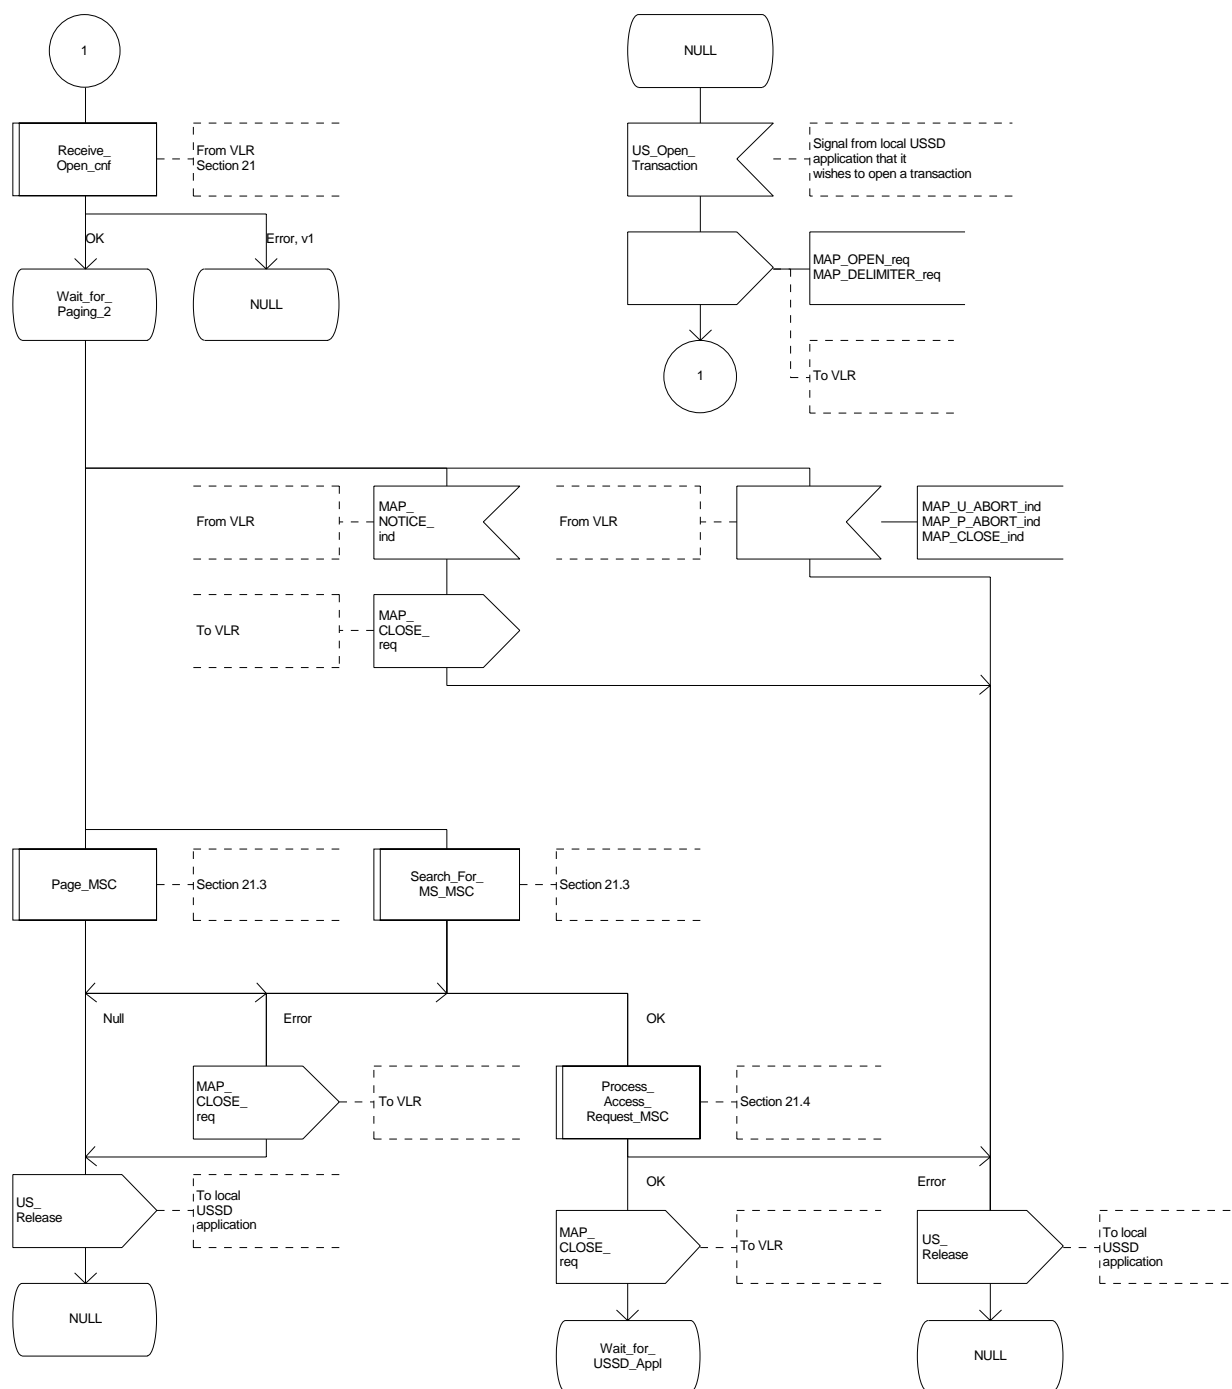 1
NULL
Receive_
Open_cnf
From VLR
Section 21
US_Open_
Transaction
Signal from local USSD
application that it
wishes to open a transaction
OK
Error, v1
MAP_OPEN_req
MAP_DELIMITER_req
Wait_for_
Paging_2
NULL
1
To VLR
From VLR
MAP_
NOTICE_
ind
From VLR
MAP_U_ABORT_ind
MAP_P_ABORT_ind
MAP_CLOSE_ind
To VLR
MAP_
CLOSE_
req
Page_MSC
Section 21.3
Search_For_
MS_MSC
Section 21.3
Null
Error
OK
MAP_
CLOSE_
req
To VLR
Process_
Access_
Request_MSC
Section 21.4
US_
Release
To local
USSD
application
OK
Error
MAP_
CLOSE_
req
To VLR
US_
Release
To local
USSD
application
NULL
Wait_for_
USSD_Appl
NULL